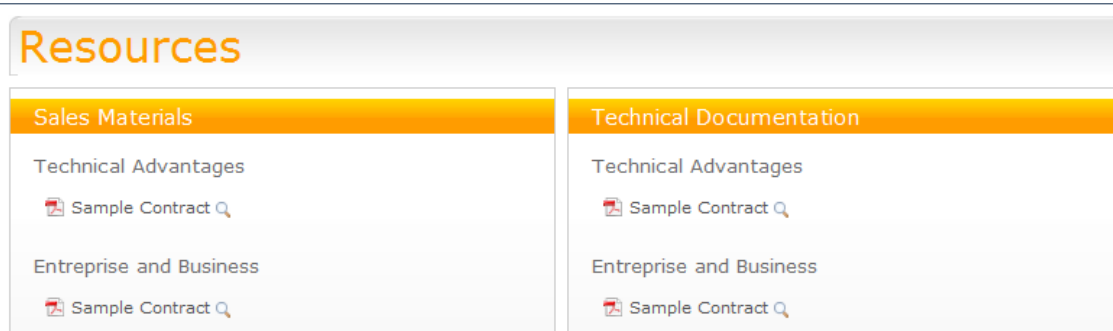 Resources
Sales Materials
Technical Advantages
Sample Contract
Entreprise and Business
Sample Contract
Technical Documentation
Technical Advantages
Sample Contract
Entreprise and Business
Sample Contract